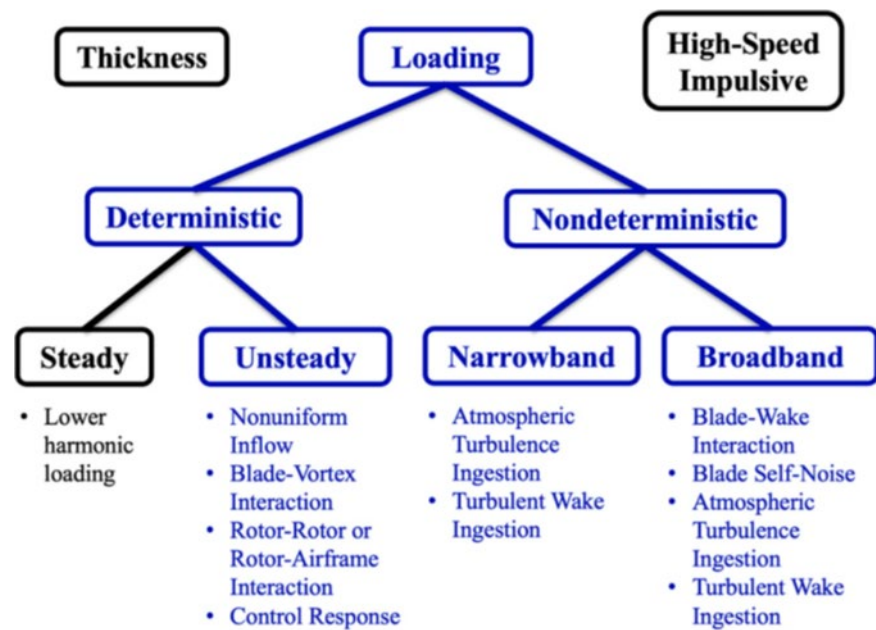 Thickness
Loading
High-Speed
Impulsive
Deterministic
Nondeterministic
Steady
Unsteady
Narrowband
Broadband
• Lower
harmonic
loading
• Nonuniform
Inflow
• Blade-Vortex
Interaction
• Rotor-Rotor or
Rotor-Airframe
Interaction
• Control Response
• Atmospheric
Turbulence
Ingestion
• Turbulent Wake
Ingestion
• Blade-Wake
Interaction
• Blade Self-Noise
• Atmospheric
Turbulence
Ingestion
• Turbulent Wake
Ingestion